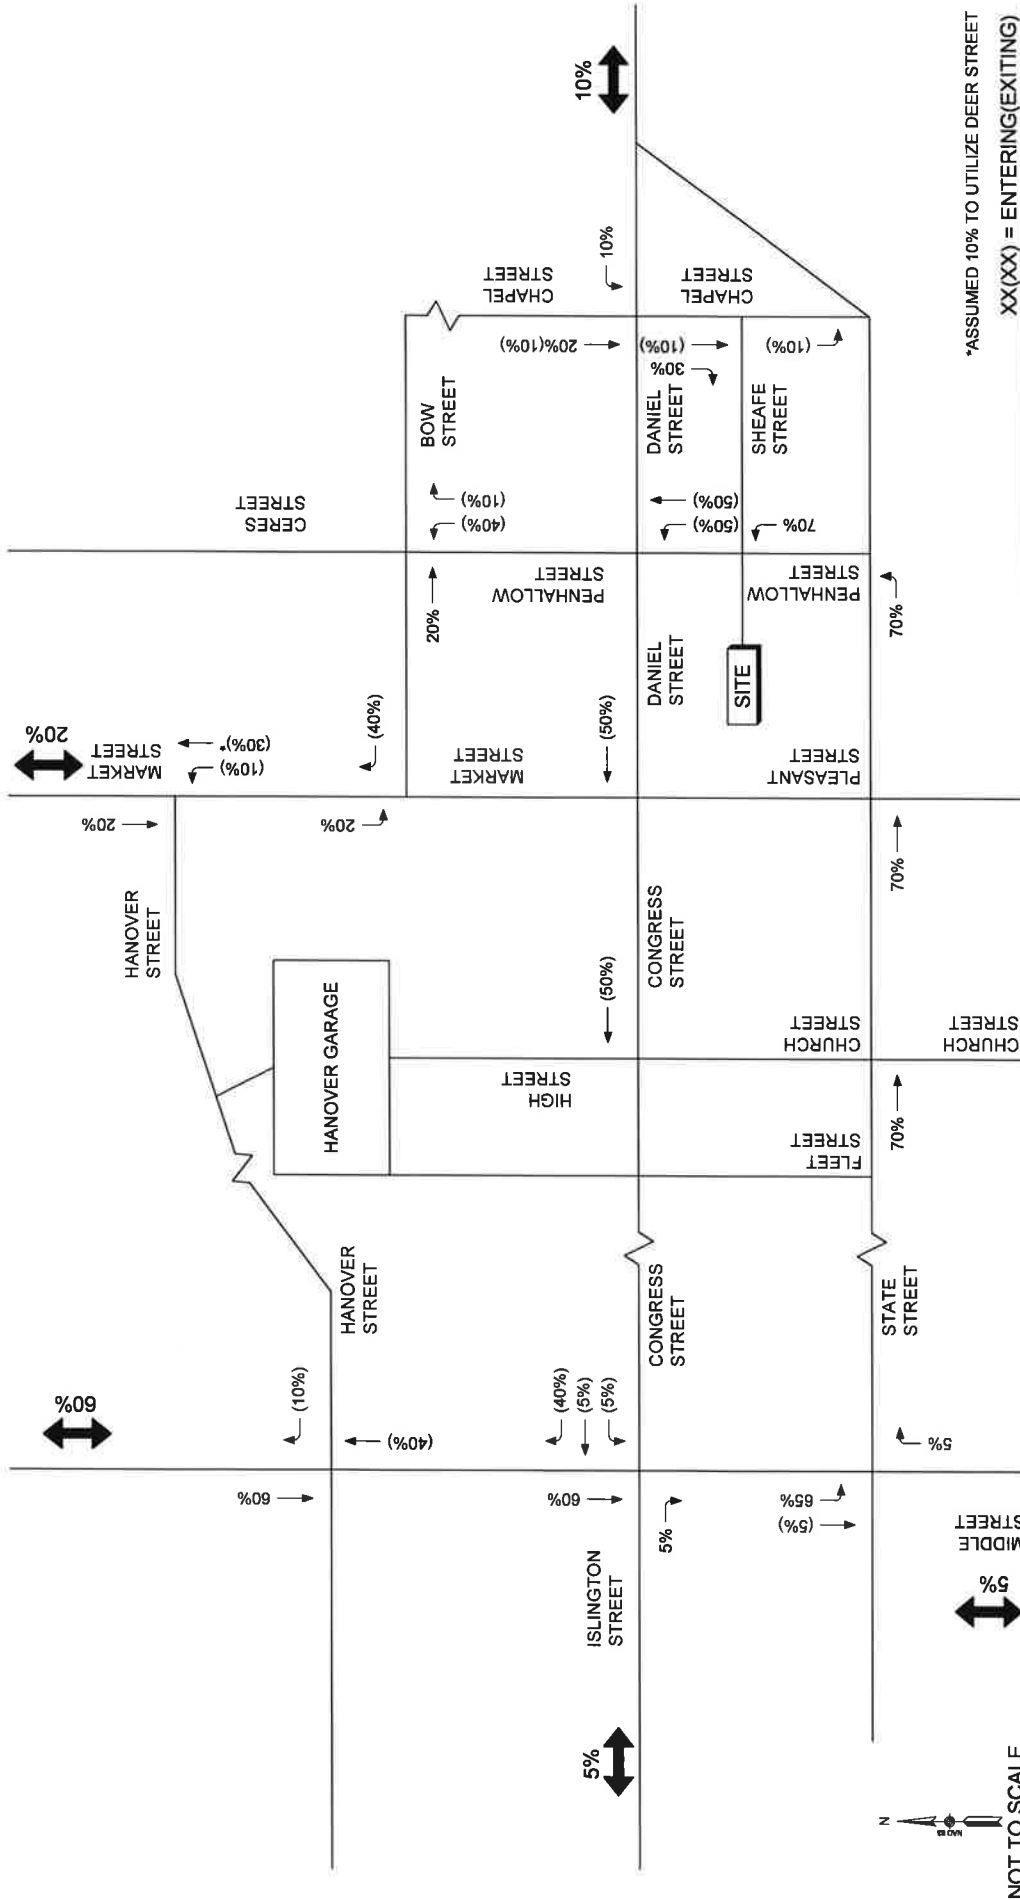 20%
MARKET
STREET
(10%)
(30%*)
20%
CERES
STREET
10%
HANOVER
STREET
20%
(40%)
20%
BOW
STREET
(40%)
(10%)
CHAPEL
STREET
10%
20%(10%)
PENHALLOW
STREET
MARKET
STREET
(50%)
HANOVER GARAGE
HIGH
STREET
(50%)
CONGRESS
STREET
DANIEL
STREET
(50%)
(50%)
DANIEL
STREET
30%
(10%)
CHAPEL
STREET
SITE
70%
SHEAFE
STREET
(10%)
PLEASANT
STREET
PENHALLOW
STREET
CHURCH
STREET
FLEET
STREET
70%
70%
70%
CHURCH
STREET
60%
(10%)
HANOVER
STREET
60%
(40%)
60%
(40%)
(5%)
(5%)
CONGRESS
STREET
5%
ISLINGTON
STREET
5%
65%
(5%)
5%
STATE
STREET
MIDDLE
STREET
5%
N
NAD 83
NOT TO SCALE
*ASSUMED 10% TO UTILIZE DEER STREET
XX(XX) = ENTERING(EXITING)